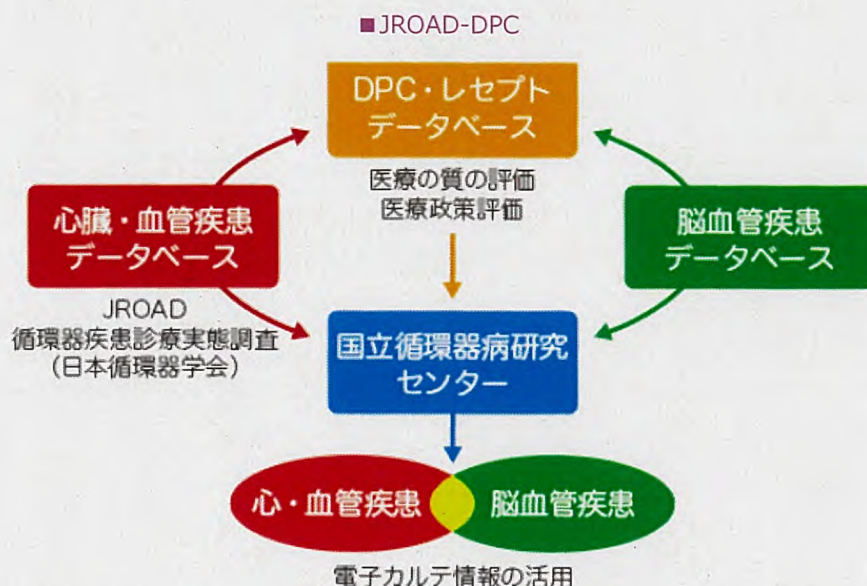 ■JROAD-DPC
DPC・レセプト
データベース
医療の質の評価
医療政策評価
心臓・血管疾患
データベース
JROAD
循環器疾患診療実態調査
(日本循環器学会)
脳血管疾患
データベース
国立循環器病研究
センター
心・血管疾患
脳血管疾患
電子カルテ情報の活用